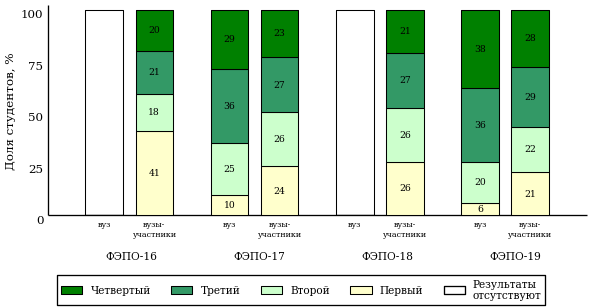 100
75
50
25
0
Доля студентов, %
20
21
18
41
29
36
25
10
23
27
26
24
21
27
26
26
38
36
20
6
28
29
22
21
вуз
вузы-
участники
вуз
вузы-
участники
вуз
вузы-
участники
вуз
вузы-
участники
ФЭПО-16
ФЭПО-17
ФЭПО-18
ФЭПО-19
Четвертый
Третий
Второй
Первый
Результаты
отсутствуют